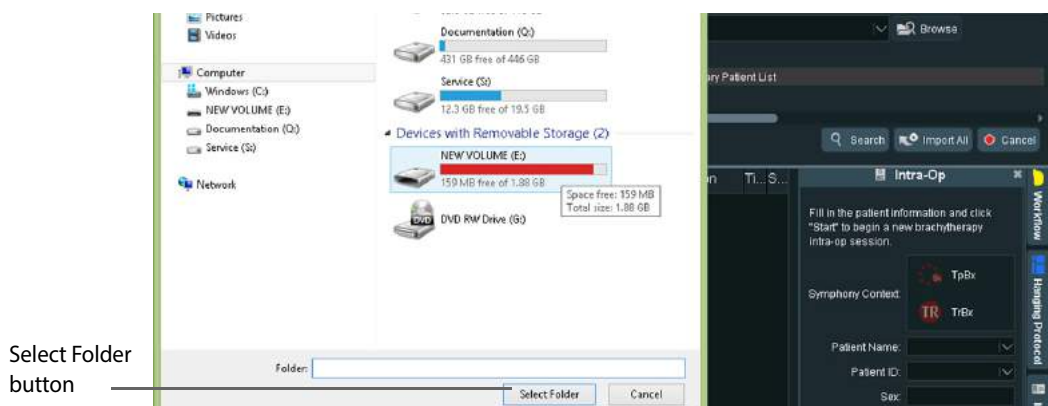 Pictures
Videos
Computer
Windows (C:)
NEW VOLUME (E:)
Documentation (Q:)
Service (S:)
Network
Documentation (Q:)
431 GB free of 446 GB
Service (S:)
12.3 GB free of 19.5 GB
Devices with Removable Storage (2)
NEW VOLUME (E:)
159 MB free of 1.88 GB
Space free: 159 MB
Total size: 1.88 GB
DVD
DVD RW Drive (G:)
Folder:
Select Folder
Cancel
Select Folder
button
Browse
Patient List
Search
Import All
Cancel
Ti...
S...
Intra-Op
Fill in the patient information and click
"Start" to begin a new brachytherapy
intra-op session.
Symphony Context:
TpBx
TR
TrBx
Patient Name:
Patient ID:
Sex:
Workflow
Hanging Protocol